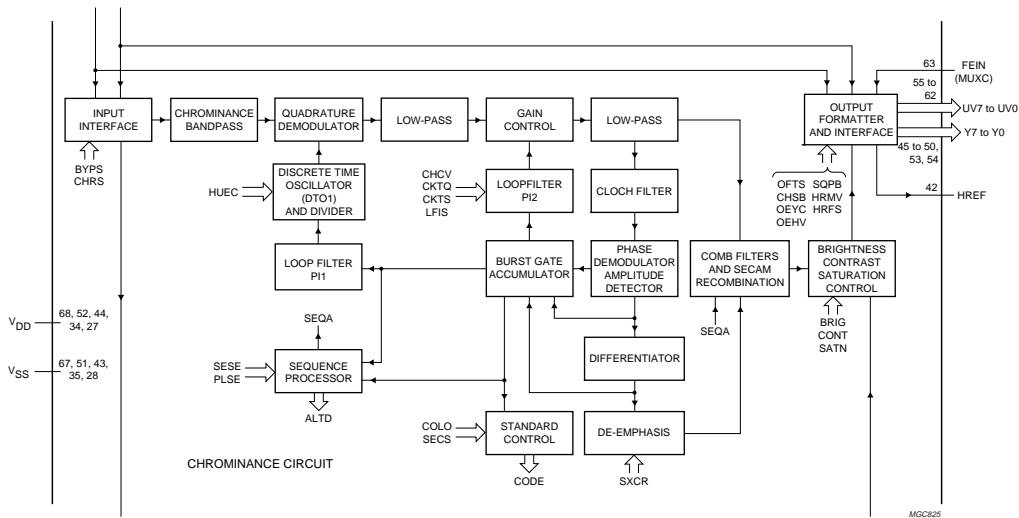 63
FEIN
(MUXC)
55 to
62
UV7 to UV0
Y7 to Y0
45 to 50,
53, 54
42
HREF
INPUT
INTERFACE
BYPS
CHRS
CHROMINANCE
BANDPASS
QUADRATURE
DEMODULATOR
LOW-PASS
GAIN
CONTROL
LOW-PASS
OUTPUT
FORMATTER
AND INTERFACE
OFTS
CHSB
OEYC
OEHV
SQPB
HRMV
HRFS
HUEC
DISCRETE TIME
OSCILLATOR
(DTO1)
AND DIVIDER
CHCV
CKTQ
CKTS
LFIS
LOOPFILTER
PI2
CLOCH FILTER
LOOP FILTER
PI1
BURST GATE
ACCUMULATOR
PHASE
DEMODULATOR
AMPLITUDE
DETECTOR
COMB FILTERS
AND SECAM
RECOMBINATION
BRIGHTNESS
CONTRAST
SATURATION
CONTROL
VDD
68, 52, 44,
34, 27
VSS
67, 51, 43,
35, 28
SEQA
SEQA
BRIG
CONT
SATN
SESE
PLSE
SEQUENCE
PROCESSOR
ALTD
DIFFERENTIATOR
COLO
SECS
STANDARD
CONTROL
CODE
DE-EMPHASIS
SXCR
CHROMINANCE CIRCUIT
MGC825